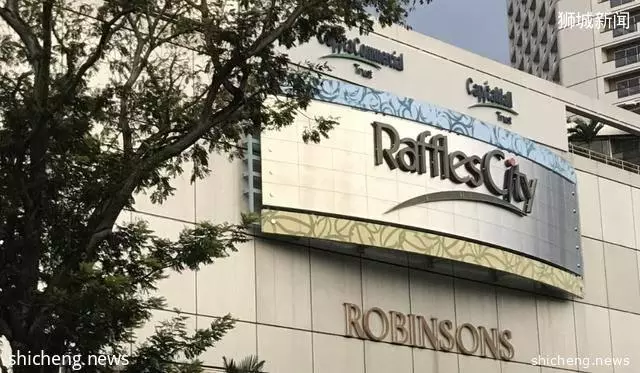 狮城新闻
CapitaCommercial
Trust
CapitaMall
Trust
RafflesCity
ROBINSONS
shicheng.news
shicheng.news